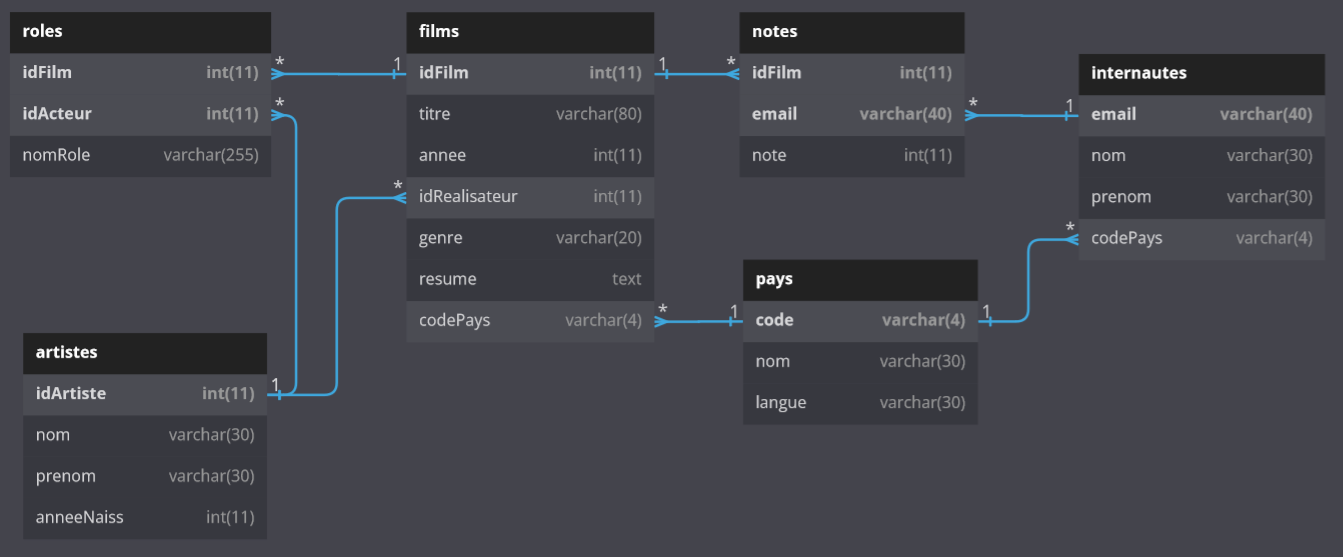 roles
idFilm int(11)
idActeur int(11)
nomRole varchar(255)
* 1
*
films
idFilm int(11)
titre varchar(80)
annee int(11)
idRealisateur int(11)
genre varchar(20)
resume text
codePays varchar(4)
*
1 *
* 1
notes
idFilm int(11)
email varchar(40)
note int(11)
* 1
internautes
email varchar(40)
nom varchar(30)
prenom varchar(30)
codePays varchar(4)
*
pays
code varchar(4)
nom varchar(30)
langue varchar(30)
1
artistes
idArtiste int(11)
nom varchar(30)
prenom varchar(30)
anneeNaiss int(11)
1